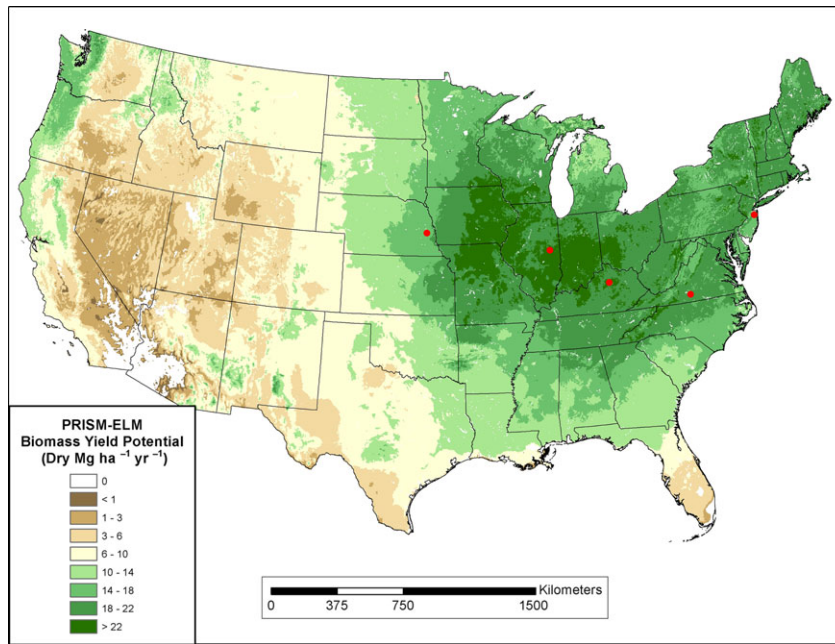 PRISM-ELM
Biomass Yield Potential
(Dry Mg ha ⁻¹ yr ⁻¹)
0
< 1
1 - 3
3 - 6
6 - 10
10 - 14
14 - 18
18 - 22
> 22
Kilometers
0 375 750 1500